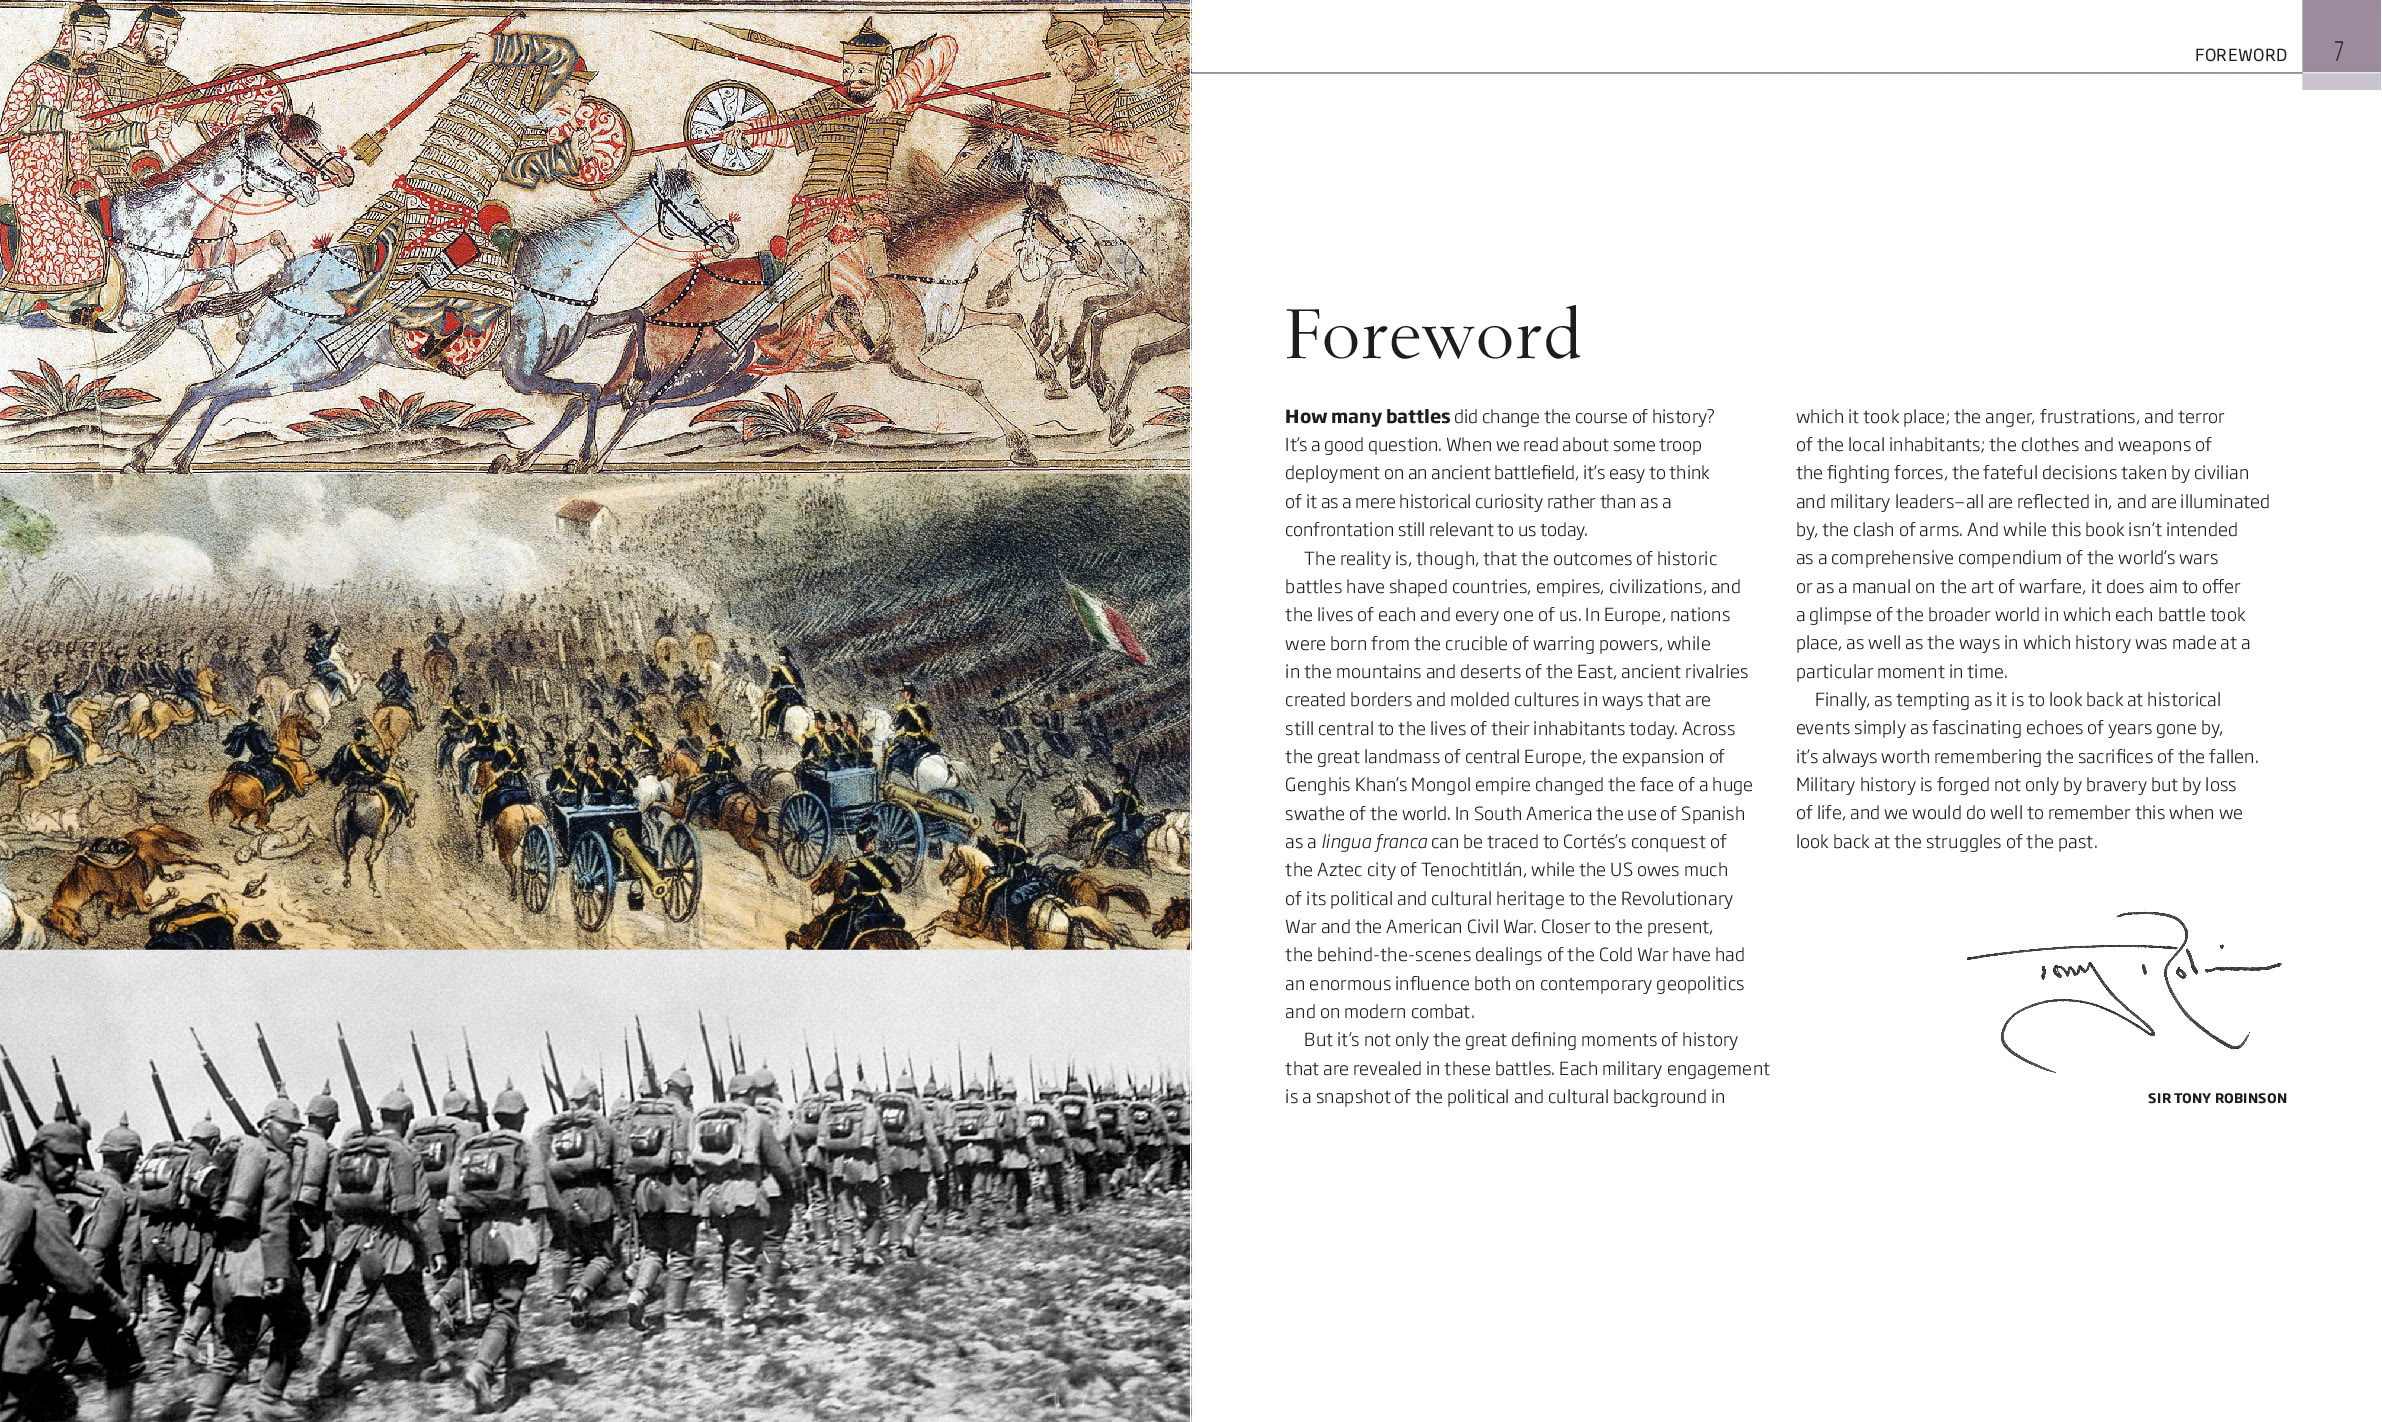 FOREWORD
7
Foreword
How many battles did change the course of history?
It's a good question. When we read about some troop
deployment on an ancient battlefield, it's easy to think
of it as a mere historical curiosity rather than as a
confrontation still relevant to us today.
The reality is, though, that the outcomes of historic
battles have shaped countries, empires, civilizations, and
the lives of each and every one of us. In Europe, nations
were born from the crucible of warring powers, while
in the mountains and deserts of the East, ancient rivalries
created borders and molded cultures in ways that are
still central to the lives of their inhabitants today. Across
the great landmass of central Europe, the expansion of
Genghis Khan's Mongol empire changed the face of a huge
swathe of the world. In South America the use of Spanish
as a lingua franca can be traced to Cortés's conquest of
the Aztec city of Tenochtitlán, while the US owes much
of its political and cultural heritage to the Revolutionary
War and the American Civil War. Closer to the present,
the behind-the-scenes dealings of the Cold War have had
an enormous influence both on contemporary geopolitics
and on modern combat.
But it's not only the great defining moments of history
that are revealed in these battles. Each military engagement
is a snapshot of the political and cultural background in
which it took place; the anger, frustrations, and terror
of the local inhabitants; the clothes and weapons of
the fighting forces, the fateful decisions taken by civilian
and military leaders—all are reflected in, and are illuminated
by, the clash of arms. And while this book isn't intended
as a comprehensive compendium of the world's wars
or as a manual on the art of warfare, it does aim to offer
a glimpse of the broader world in which each battle took
place, as well as the ways in which history was made at a
particular moment in time.
Finally, as tempting as it is to look back at historical
events simply as fascinating echoes of years gone by,
it's always worth remembering the sacrifices of the fallen.
Military history is forged not only by bravery but by loss
of life, and we would do well to remember this when we
look back at the struggles of the past.
Tony Robin
SIR TONY ROBINSON